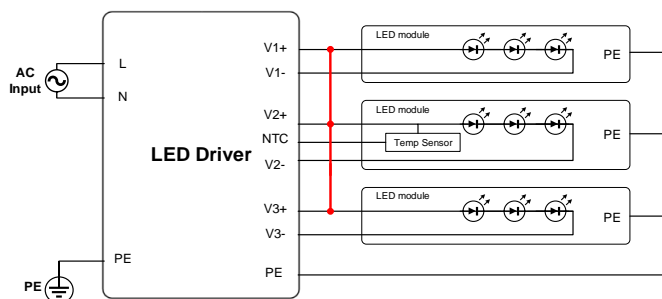 AC
Input
L
N
PE
PE
LED Driver
V1+
V1-
V2+
NTC
V2-
V3+
V3-
PE
LED module
PE
LED module
Temp Sensor
PE
LED module
PE